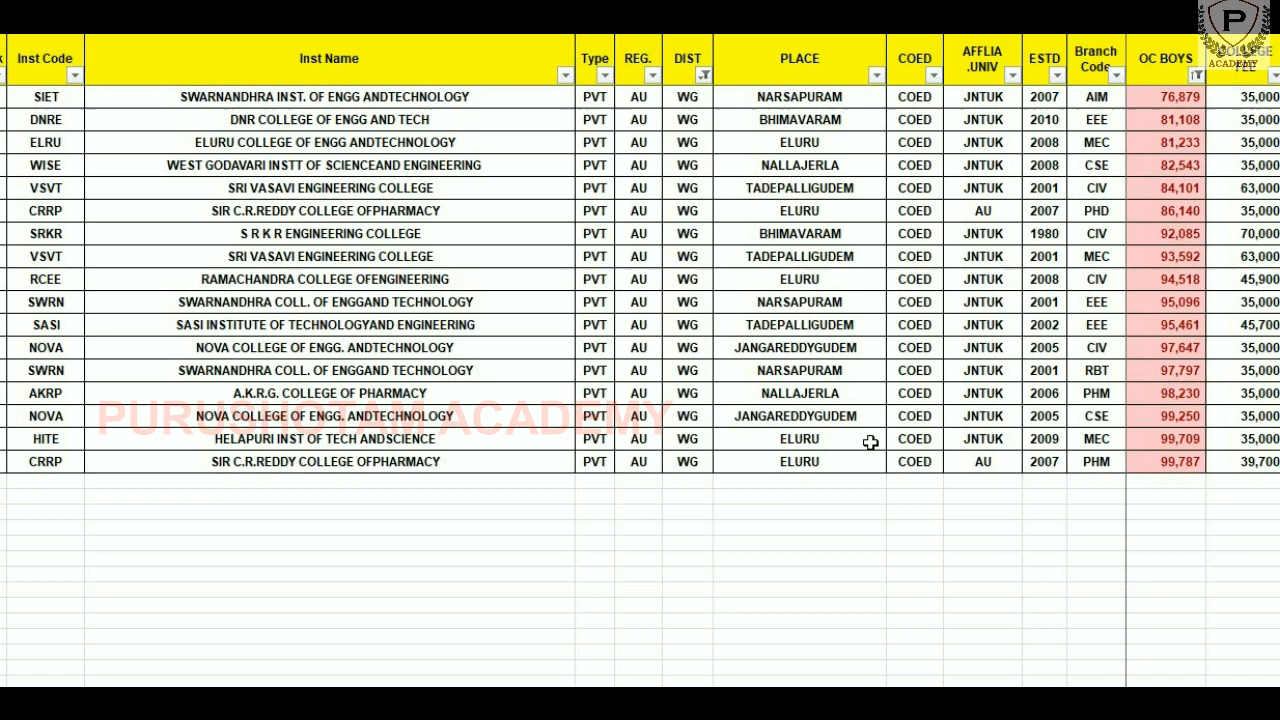 Inst Code Inst Name Type REG. DIST PLACE COED AFFLIA .UNIV ESTD Branch Code OC BOYS COLLEGE FEE
SIET SWARNANDHRA INST. OF ENGG ANDTECHNOLOGY PVT AU WG NARSAPURAM COED JNTUK 2007 AIM 76,879 35,000
DNRE DNR COLLEGE OF ENGG AND TECH PVT AU WG BHIMAVARAM COED JNTUK 2010 EEE 81,108 35,000
ELRU ELURU COLLEGE OF ENGG ANDTECHNOLOGY PVT AU WG ELURU COED JNTUK 2008 MEC 81,233 35,000
WISE WEST GODAVARI INSTT OF SCIENCEAND ENGINEERING PVT AU WG NALLAJERLA COED JNTUK 2008 CSE 82,543 35,000
VSVT SRI VASAVI ENGINEERING COLLEGE PVT AU WG TADEPALLIGUDEM COED JNTUK 2001 CIV 84,101 63,000
CRRP SIR C.R.REDDY COLLEGE OFPHARMACY PVT AU WG ELURU COED AU 2007 PHD 86,140 35,000
SRKR S R K R ENGINEERING COLLEGE PVT AU WG BHIMAVARAM COED JNTUK 1980 CIV 92,085 70,000
VSVT SRI VASAVI ENGINEERING COLLEGE PVT AU WG TADEPALLIGUDEM COED JNTUK 2001 MEC 93,592 63,000
RCEE RAMACHANDRA COLLEGE OFENGINEERING PVT AU WG ELURU COED JNTUK 2008 CIV 94,518 45,900
SWRN SWARNANDHRA COLL. OF ENGGAND TECHNOLOGY PVT AU WG NARSAPURAM COED JNTUK 2001 EEE 95,096 35,000
SASI SASI INSTITUTE OF TECHNOLOGYAND ENGINEERING PVT AU WG TADEPALLIGUDEM COED JNTUK 2002 EEE 95,461 45,700
NOVA NOVA COLLEGE OF ENGG. ANDTECHNOLOGY PVT AU WG JANGAREDDYGUDEM COED JNTUK 2005 CIV 97,647 35,000
SWRN SWARNANDHRA COLL. OF ENGGAND TECHNOLOGY PVT AU WG NARSAPURAM COED JNTUK 2001 RBT 97,797 35,000
AKRP A.K.R.G. COLLEGE OF PHARMACY PVT AU WG NALLAJERLA COED JNTUK 2006 PHM 98,230 35,000
NOVA NOVA COLLEGE OF ENGG. ANDTECHNOLOGY PVT AU WG JANGAREDDYGUDEM COED JNTUK 2005 CSE 99,250 35,000
HITE HELAPURI INST OF TECH ANDSCIENCE PVT AU WG ELURU COED JNTUK 2009 MEC 99,709 35,000
CRRP SIR C.R.REDDY COLLEGE OFPHARMACY PVT AU WG ELURU COED AU 2007 PHM 99,787 39,700
PURUSHOTAM ACADEMY
P
ACADEMY